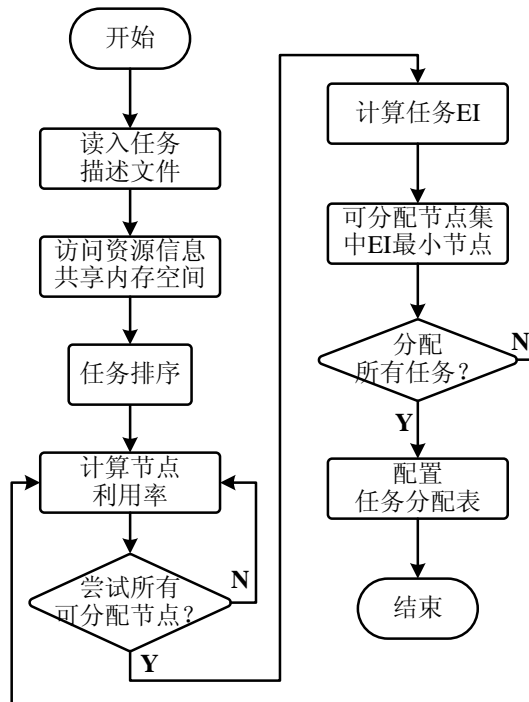 开始
读入任务
描述文件
访问资源信息
共享内存空间
任务排序
计算节点
利用率
尝试所有
可分配节点?
N
Y
计算任务EI
可分配节点集
中EI最小节点
分配
所有任务?
N
Y
配置
任务分配表
结束